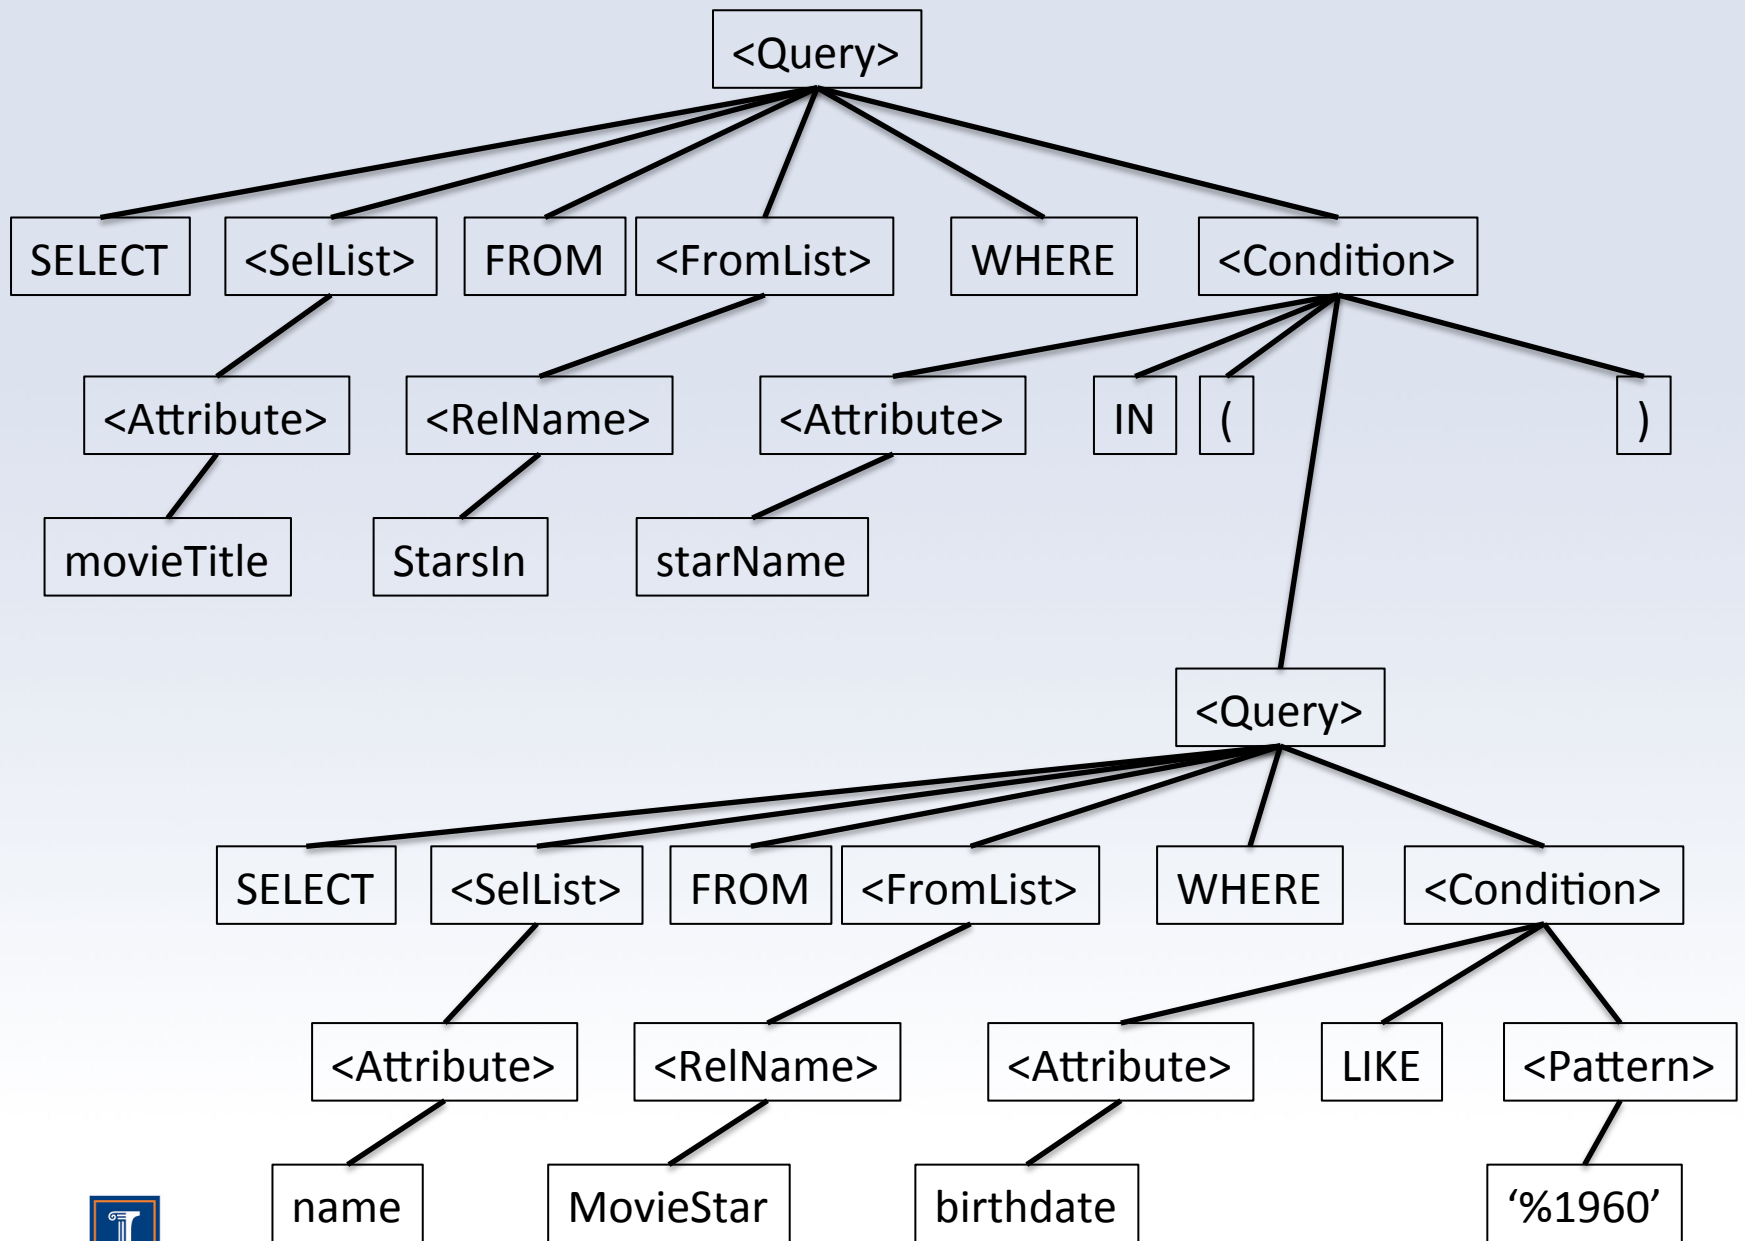 <Query>
SELECT <SelList> FROM <FromList> WHERE <Condition>
<Attribute> <RelName> <Attribute> IN ( )
movieTitle StarsIn starName
<Query>
SELECT <SelList> FROM <FromList> WHERE <Condition>
<Attribute> <RelName> <Attribute> LIKE <Pattern>
name MovieStar birthdate ‘%1960’